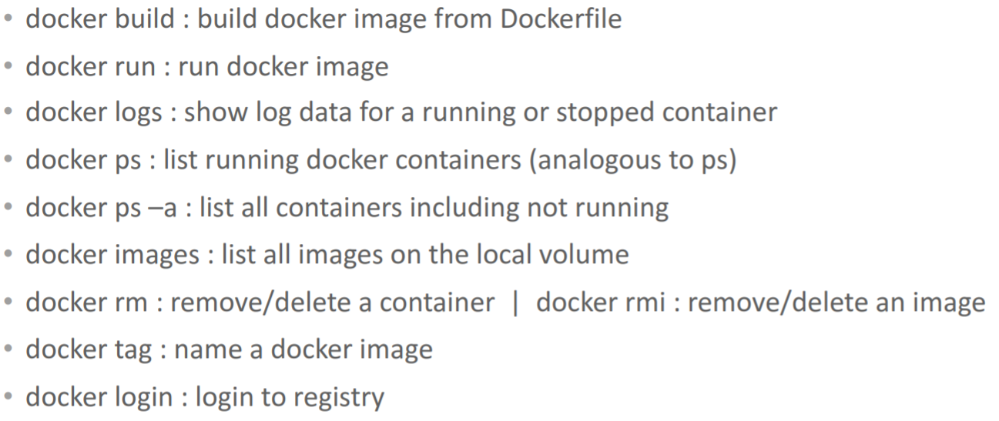 • docker build : build docker image from Dockerfile
• docker run : run docker image
• docker logs : show log data for a running or stopped container
• docker ps : list running docker containers (analogous to ps)
• docker ps –a : list all containers including not running
• docker images : list all images on the local volume
• docker rm : remove/delete a container | docker rmi : remove/delete an image
• docker tag : name a docker image
• docker login : login to registry